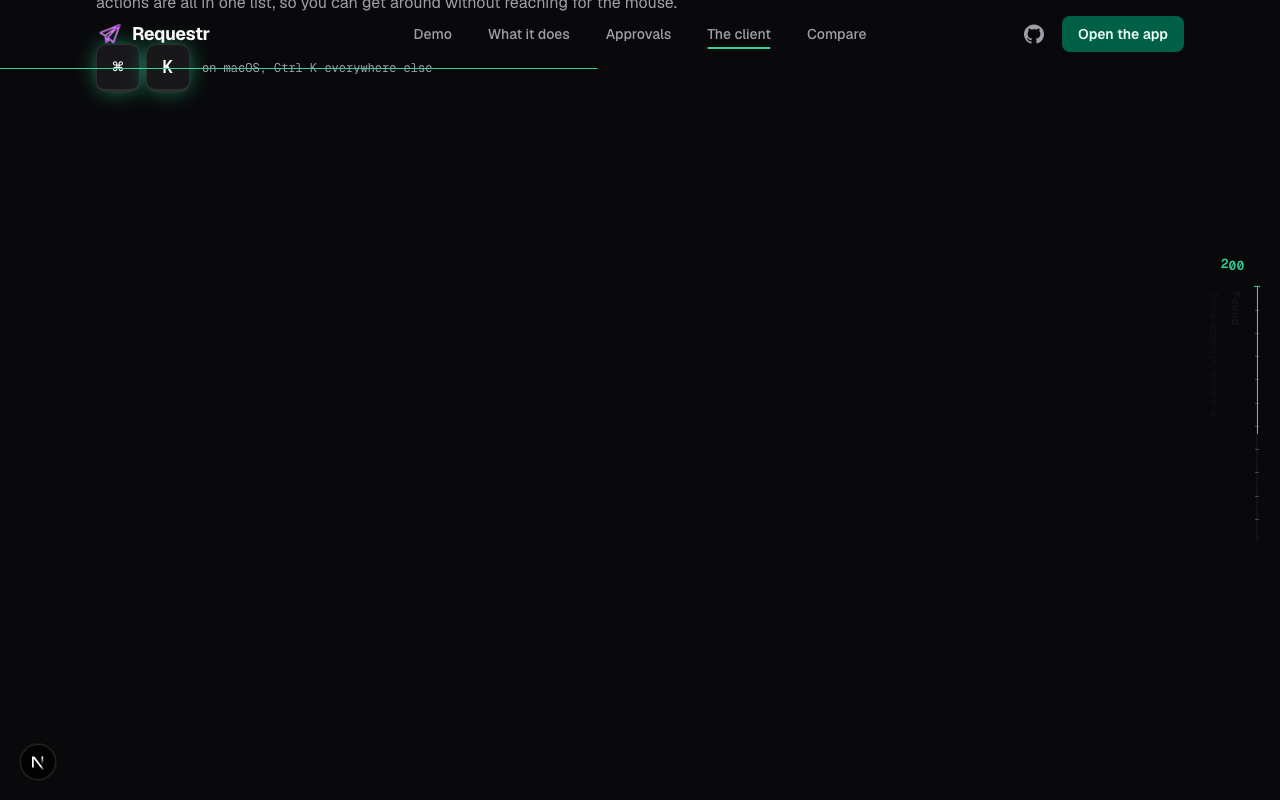 actions are all in one list, so you can get around without reaching for the mouse.
Requestr
Demo
What it does
Approvals
The client
Compare
Open the app
⌘
K
on macOS, Ctrl K everywhere else
200
Found
N